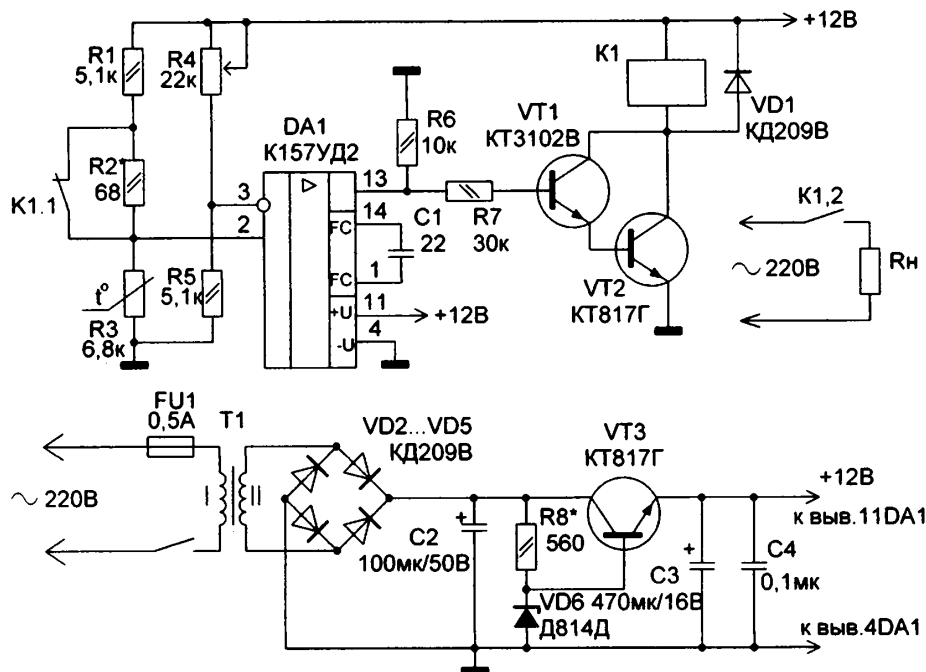 +12В
R1
5,1к
R4
22к
K1
VD1
КД209В
VT1
КТ3102В
R6
10к
DA1
К157УД2
R2*
68
K1.1
3
2
13
14
FC
C1
22
FC
1
+U
11
+12В
-U
4
R7
30к
VT2
КТ817Г
K1,2
~ 220В
Rн
t°
R3
6,8к
R5
5,1к
FU1
0,5А
T1
I
II
~ 220В
VD2...VD5
КД209В
VT3
КТ817Г
+12В
к выв.11DA1
+
C2
100мк/50В
R8*
560
VD6
Д814Д
+
C3
470мк/16В
C4
0,1мк
к выв.4DA1